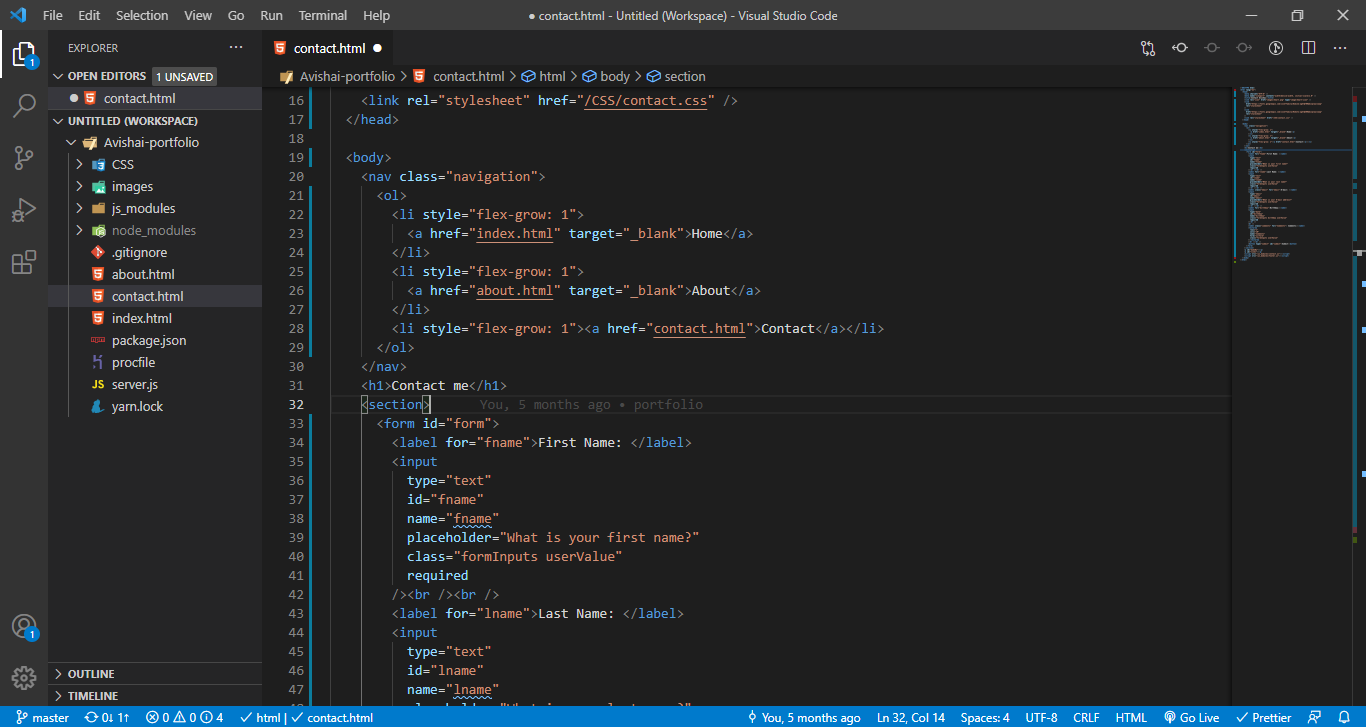 File Edit Selection View Go Run Terminal Help
● contact.html - Untitled (Workspace) - Visual Studio Code
EXPLORER
OPEN EDITORS 1 UNSAVED
contact.html
UNTITLED (WORKSPACE)
Avishai-portfolio
CSS
images
js_modules
node_modules
.gitignore
about.html
contact.html
index.html
package.json
procfile
server.js
yarn.lock
OUTLINE
TIMELINE
1
1
contact.html
Avishai-portfolio > contact.html > html > body > section
16 <link rel="stylesheet" href="/CSS/contact.css" />
17 </head>
18
19 <body>
20 <nav class="navigation">
21 <ol>
22 <li style="flex-grow: 1">
23 <a href="index.html" target="_blank">Home</a>
24 </li>
25 <li style="flex-grow: 1">
26 <a href="about.html" target="_blank">About</a>
27 </li>
28 <li style="flex-grow: 1"><a href="contact.html">Contact</a></li>
29 </ol>
30 </nav>
31 <h1>Contact me</h1>
32 <section> You, 5 months ago • portfolio
33 <form id="form">
34 <label for="fname">First Name: </label>
35 <input
36 type="text"
37 id="fname"
38 name="fname"
39 placeholder="What is your first name?"
40 class="formInputs userValue"
41 required
42 /><br /><br />
43 <label for="lname">Last Name: </label>
44 <input
45 type="text"
46 id="lname"
47 name="lname"
master 0↓ 1↑ 0 0 4 html | contact.html
You, 5 months ago Ln 32, Col 14 Spaces: 4 UTF-8 CRLF HTML Go Live Prettier